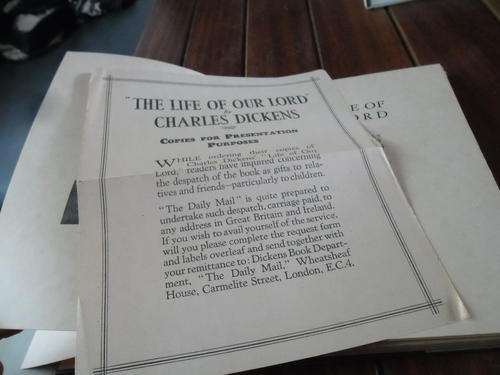 "THE LIFE OF OUR LORD"
by
CHARLES DICKENS
COPIES FOR PRESENTATION
PURPOSES
WHILE ordering their copies of
Charles Dickens' "Life of Our
Lord," readers have inquired concerning
the despatch of the book as gifts to rela-
tives and friends—particularly to children.
"The Daily Mail" is quite prepared to
undertake such despatch, carriage paid, to
any address in Great Britain and Ireland.
If you wish to avail yourself of the service,
will you please complete the request form
and labels overleaf and send together with
your remittance to: Dickens Book Depart-
ment, "The Daily Mail," Wheatsheaf
House, Carmelite Street, London, E.C.4.
E OF
ORD